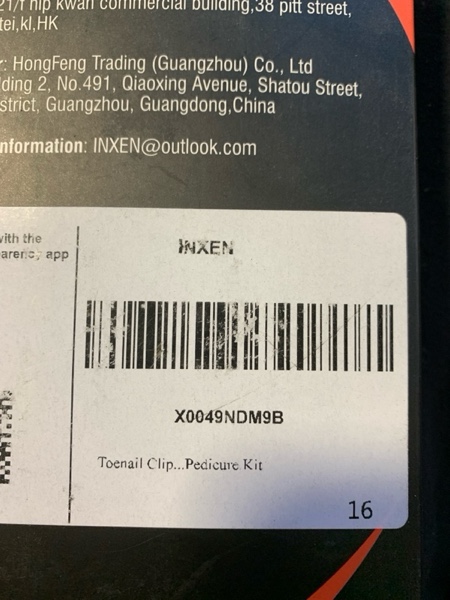 21/f hip kwan commercial building,38 pitt street,
tei,kl,HK
r: HongFeng Trading (Guangzhou) Co., Ltd
ding 2, No.491, Qiaoxing Avenue, Shatou Street,
strict, Guangzhou, Guangdong,China
nformation: INXEN@outlook.com
with the
arency app
INXEN
X0049NDM9B
Toenail Clip...Pedicure Kit
16